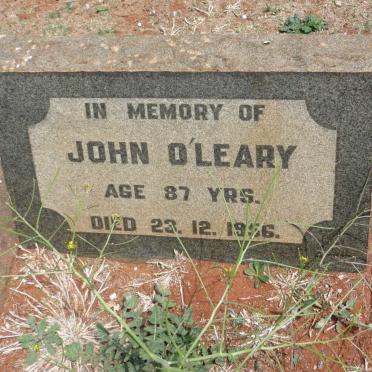 IN MEMORY OF
JOHN O'LEARY
AGE 87 YRS.
DIED 23. 12. 1956.